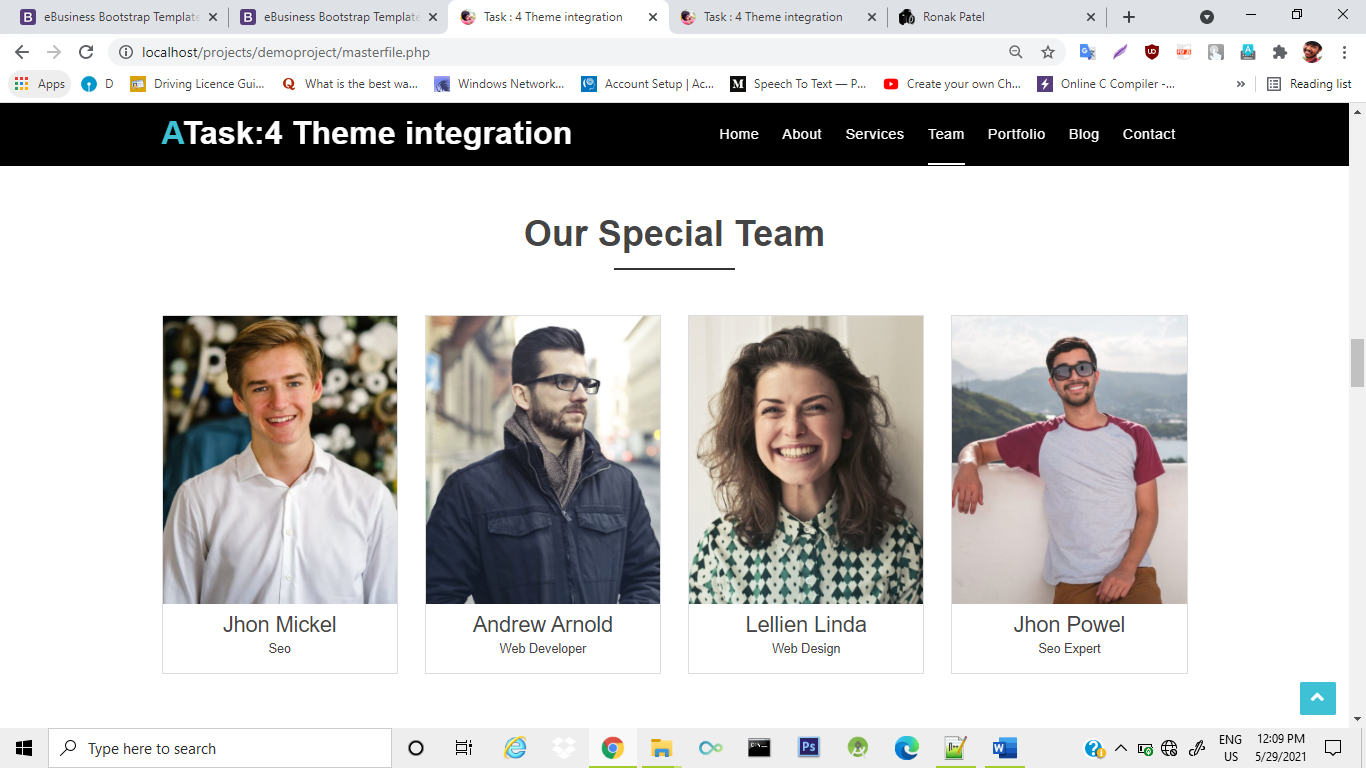 eBusiness Bootstrap Template
eBusiness Bootstrap Template
Task : 4 Theme integration
Task : 4 Theme integration
Ronak Patel
localhost/projects/demoproject/masterfile.php
Apps
D
Driving Licence Gui...
What is the best wa...
Windows Network...
Account Setup | Ac...
Speech To Text — P...
Create your own Ch...
Online C Compiler -...
»
Reading list
ATask:4 Theme integration
Home
About
Services
Team
Portfolio
Blog
Contact
Our Special Team
Jhon Mickel
Seo
Andrew Arnold
Web Developer
Lellien Linda
Web Design
Jhon Powel
Seo Expert
Type here to search
Ps
ENG
US
12:09 PM
5/29/2021